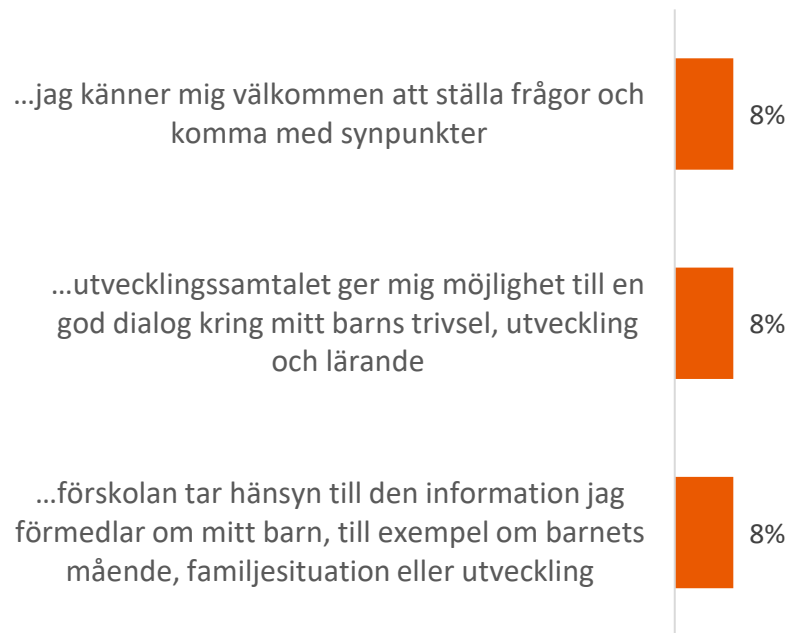 ...jag känner mig välkommen att ställa frågor och
komma med synpunkter
8%
...utvecklingssamtalet ger mig möjlighet till en
god dialog kring mitt barns trivsel, utveckling
och lärande
8%
...förskolan tar hänsyn till den information jag
förmedlar om mitt barn, till exempel om barnets
mående, familjesituation eller utveckling
8%